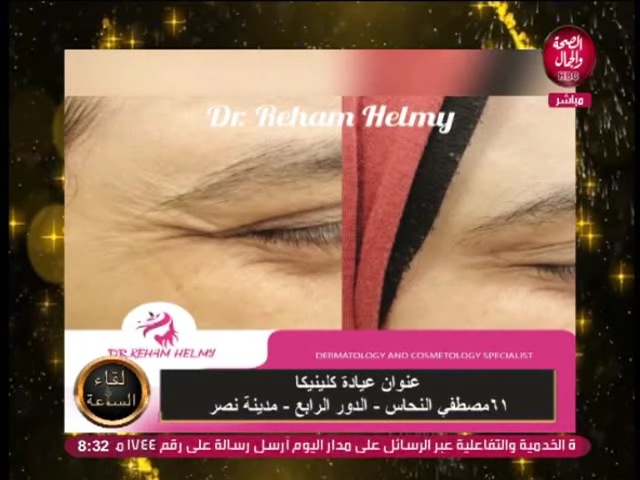 الصحة
والجمال
HBC
مباشر
Dr. Reham Helmy
DR.REHAM HELMY
DERMATOLOGY AND COSMETOLOGY SPECIALIST
لقاء
الساعة
عنوان عيادة كلينيكا
٦١مصطفي النحاس - الدور الرابع - مدينة نصر
ة الخدمية والتفاعلية عبر الرسائل على مدار اليوم أرسل رسالة على رقم ١٧٤٤ م
8:32